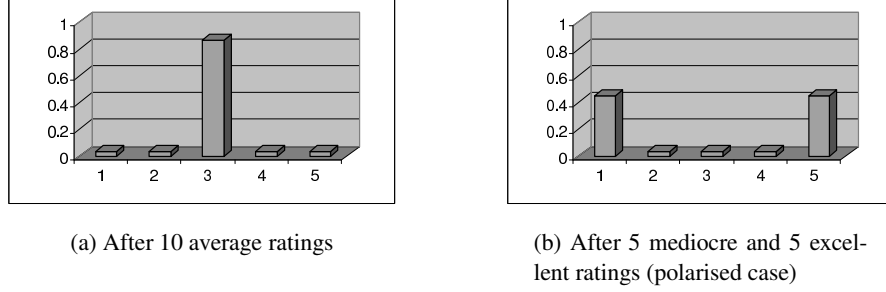 1
0.8
0.6
0.4
0.2
0
1 2 3 4 5
(a) After 10 average ratings
1
0.8
0.6
0.4
0.2
0
1 2 3 4 5
(b) After 5 mediocre and 5 excel-
lent ratings (polarised case)